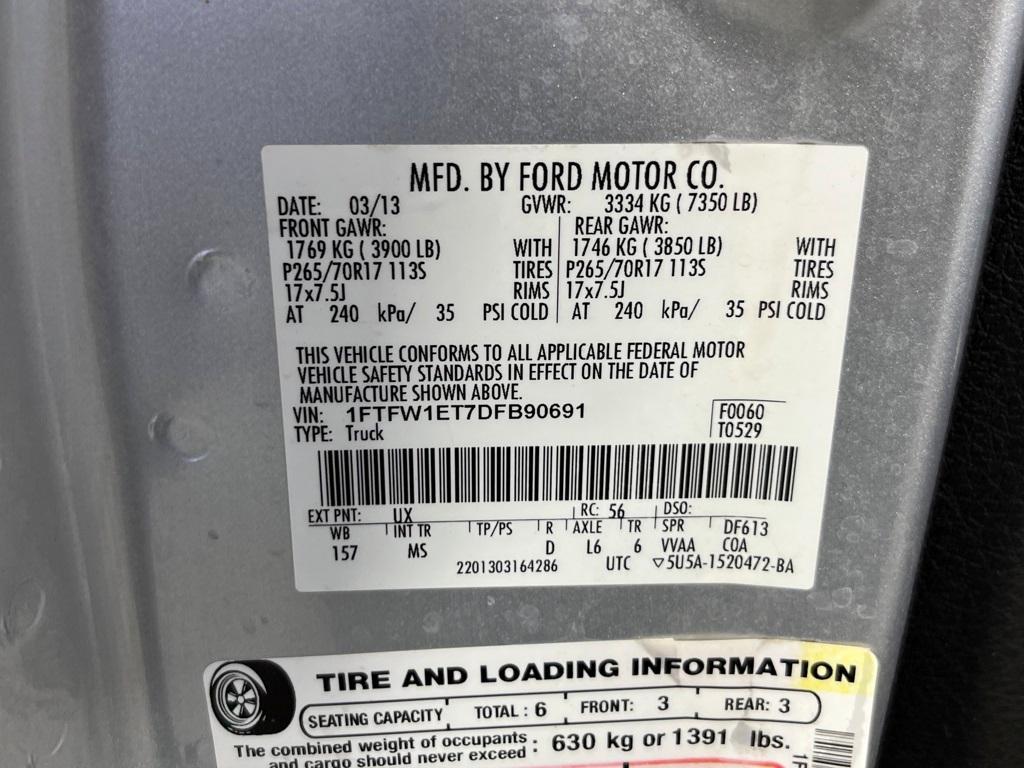 MFD. BY FORD MOTOR CO.
DATE: 03/13 GVWR: 3334 KG ( 7350 LB)
FRONT GAWR: REAR GAWR:
1769 KG ( 3900 LB) WITH 1746 KG ( 3850 LB) WITH
P265/70R17 113S TIRES P265/70R17 113S TIRES
17x7.5J RIMS 17x7.5J RIMS
AT 240 kPa/ 35 PSI COLD AT 240 kPa/ 35 PSI COLD
THIS VEHICLE CONFORMS TO ALL APPLICABLE FEDERAL MOTOR
VEHICLE SAFETY STANDARDS IN EFFECT ON THE DATE OF
MANUFACTURE SHOWN ABOVE.
VIN: 1FTFW1ET7DFB90691 F0060
TYPE: Truck T0529
EXT PNT: UX RC: 56 DSO:
WB INT TR TP/PS R AXLE TR SPR DF613
157 MS D L6 6 VVAA COA
2201303164286 UTC ▽5U5A-1520472-BA
TIRE AND LOADING INFORMATION
SEATING CAPACITY TOTAL : 6 FRONT: 3 REAR: 3
The combined weight of occupants
and cargo should never exceed : 630 kg or 1391 lbs.